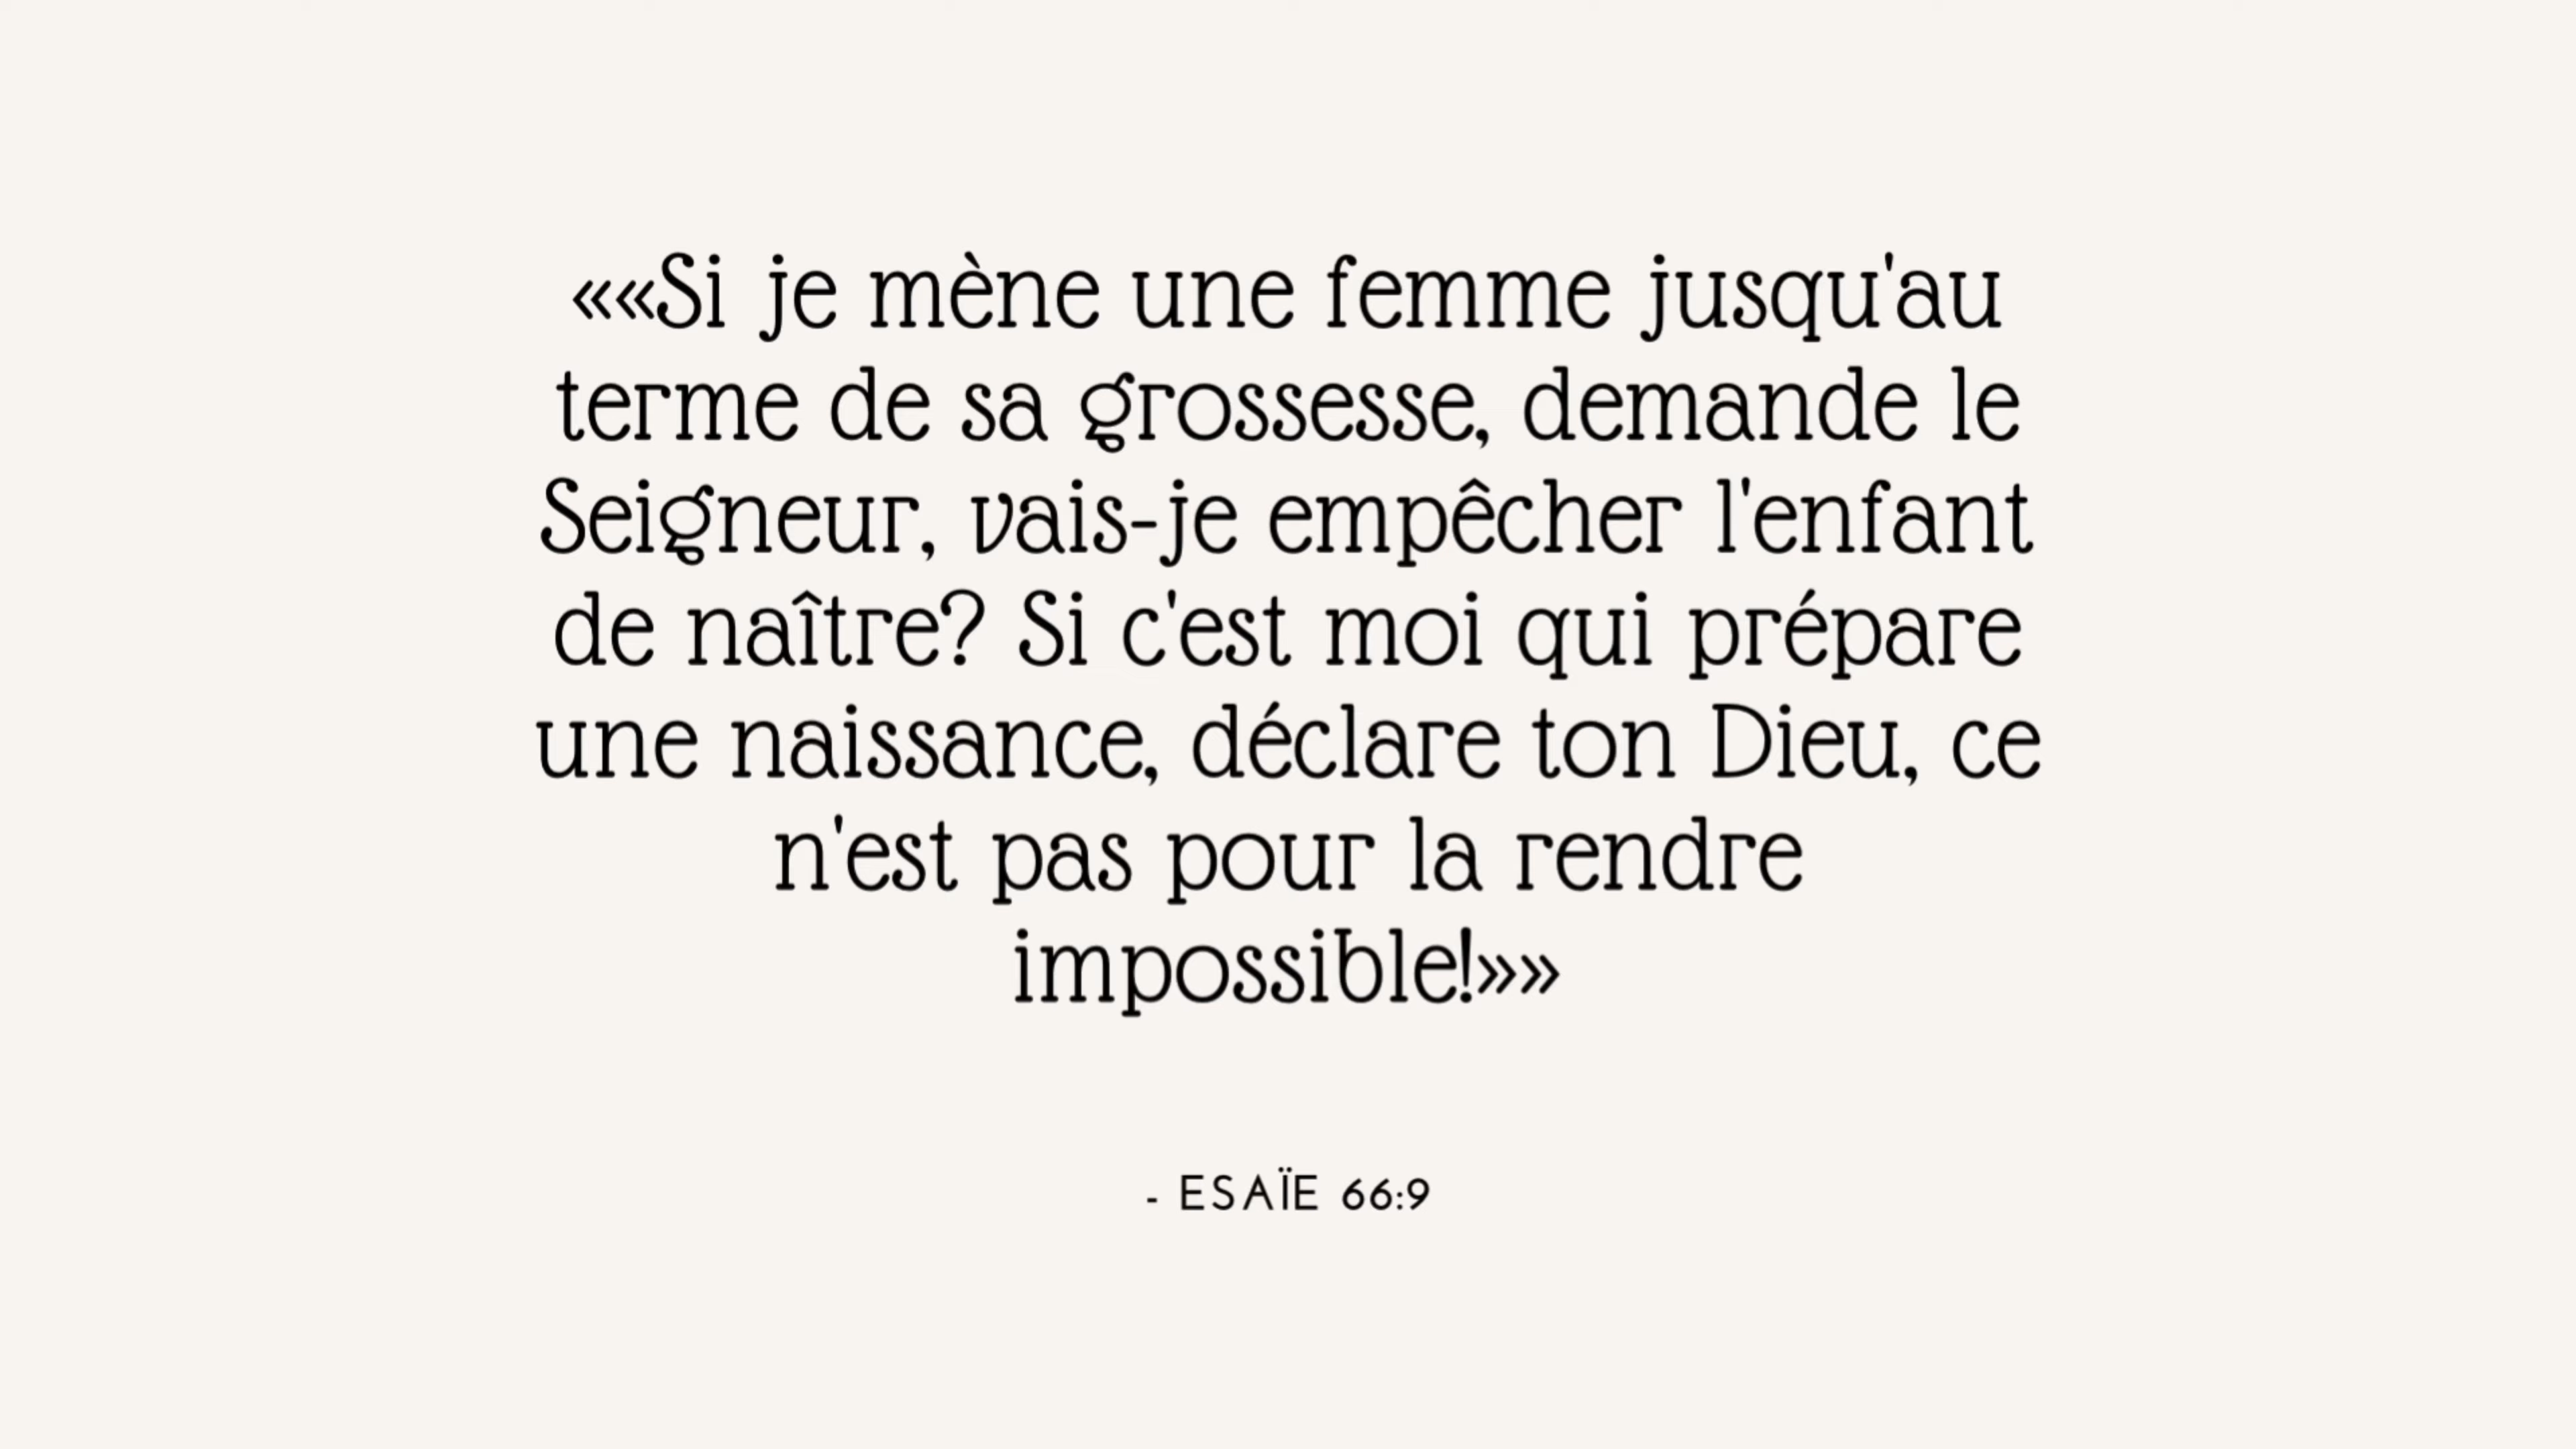 ««Si je mène une femme jusqu'au
terme de sa grossesse, demande le
Seigneur, vais-je empêcher l'enfant
de naître? Si c'est moi qui prépare
une naissance, déclare ton Dieu, ce
n'est pas pour la rendre
impossible!»»
- ESAÏE 66:9